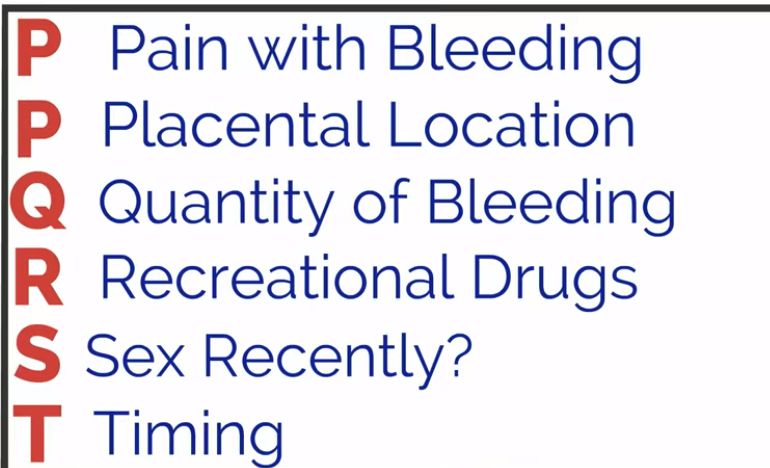 P Pain with Bleeding
P Placental Location
Q Quantity of Bleeding
R Recreational Drugs
S Sex Recently?
T Timing